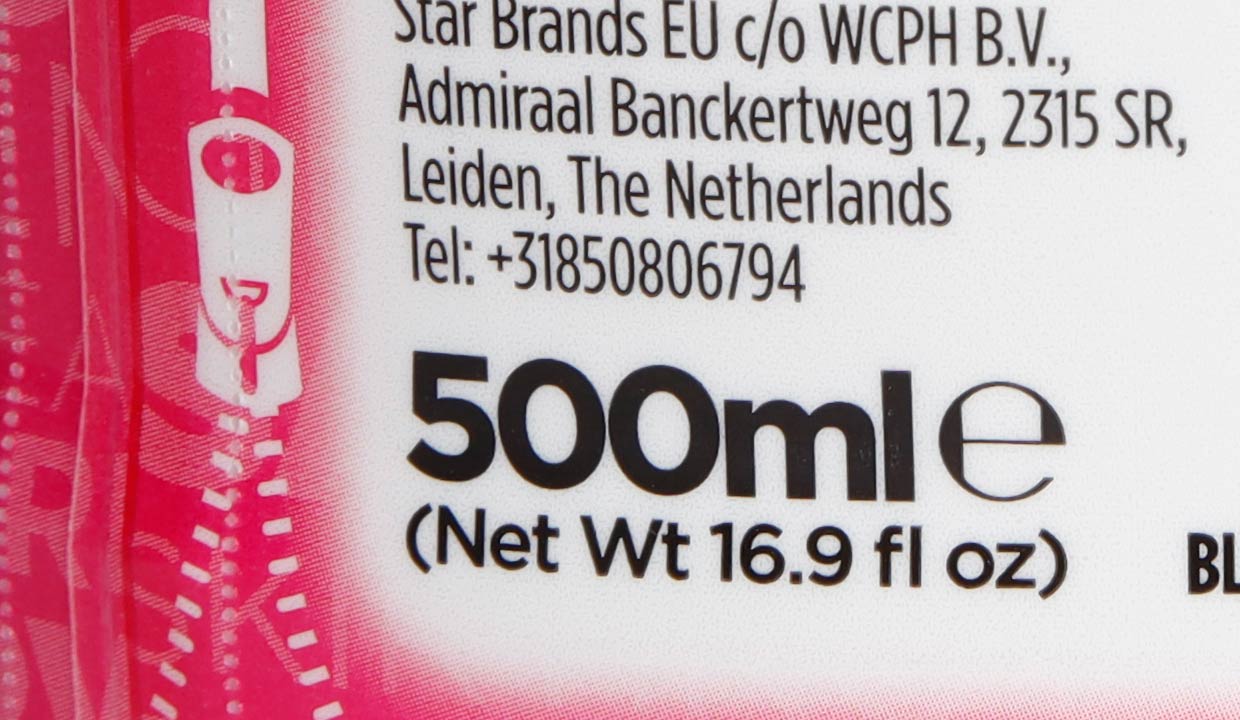 Star Brands EU c/o WCPH B.V.,
Admiraal Banckertweg 12, 2315 SR,
Leiden, The Netherlands
Tel: +31850806794
500ml ℮
(Net Wt 16.9 fl oz)
BL